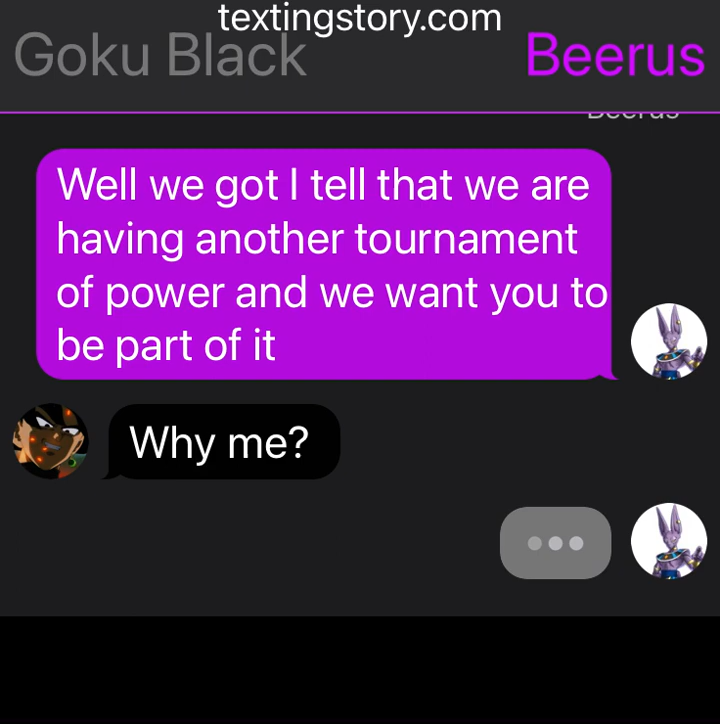 textingstory.com
Goku Black
Beerus
Beerus
Well we got I tell that we are
having another tournament
of power and we want you to
be part of it
Why me?